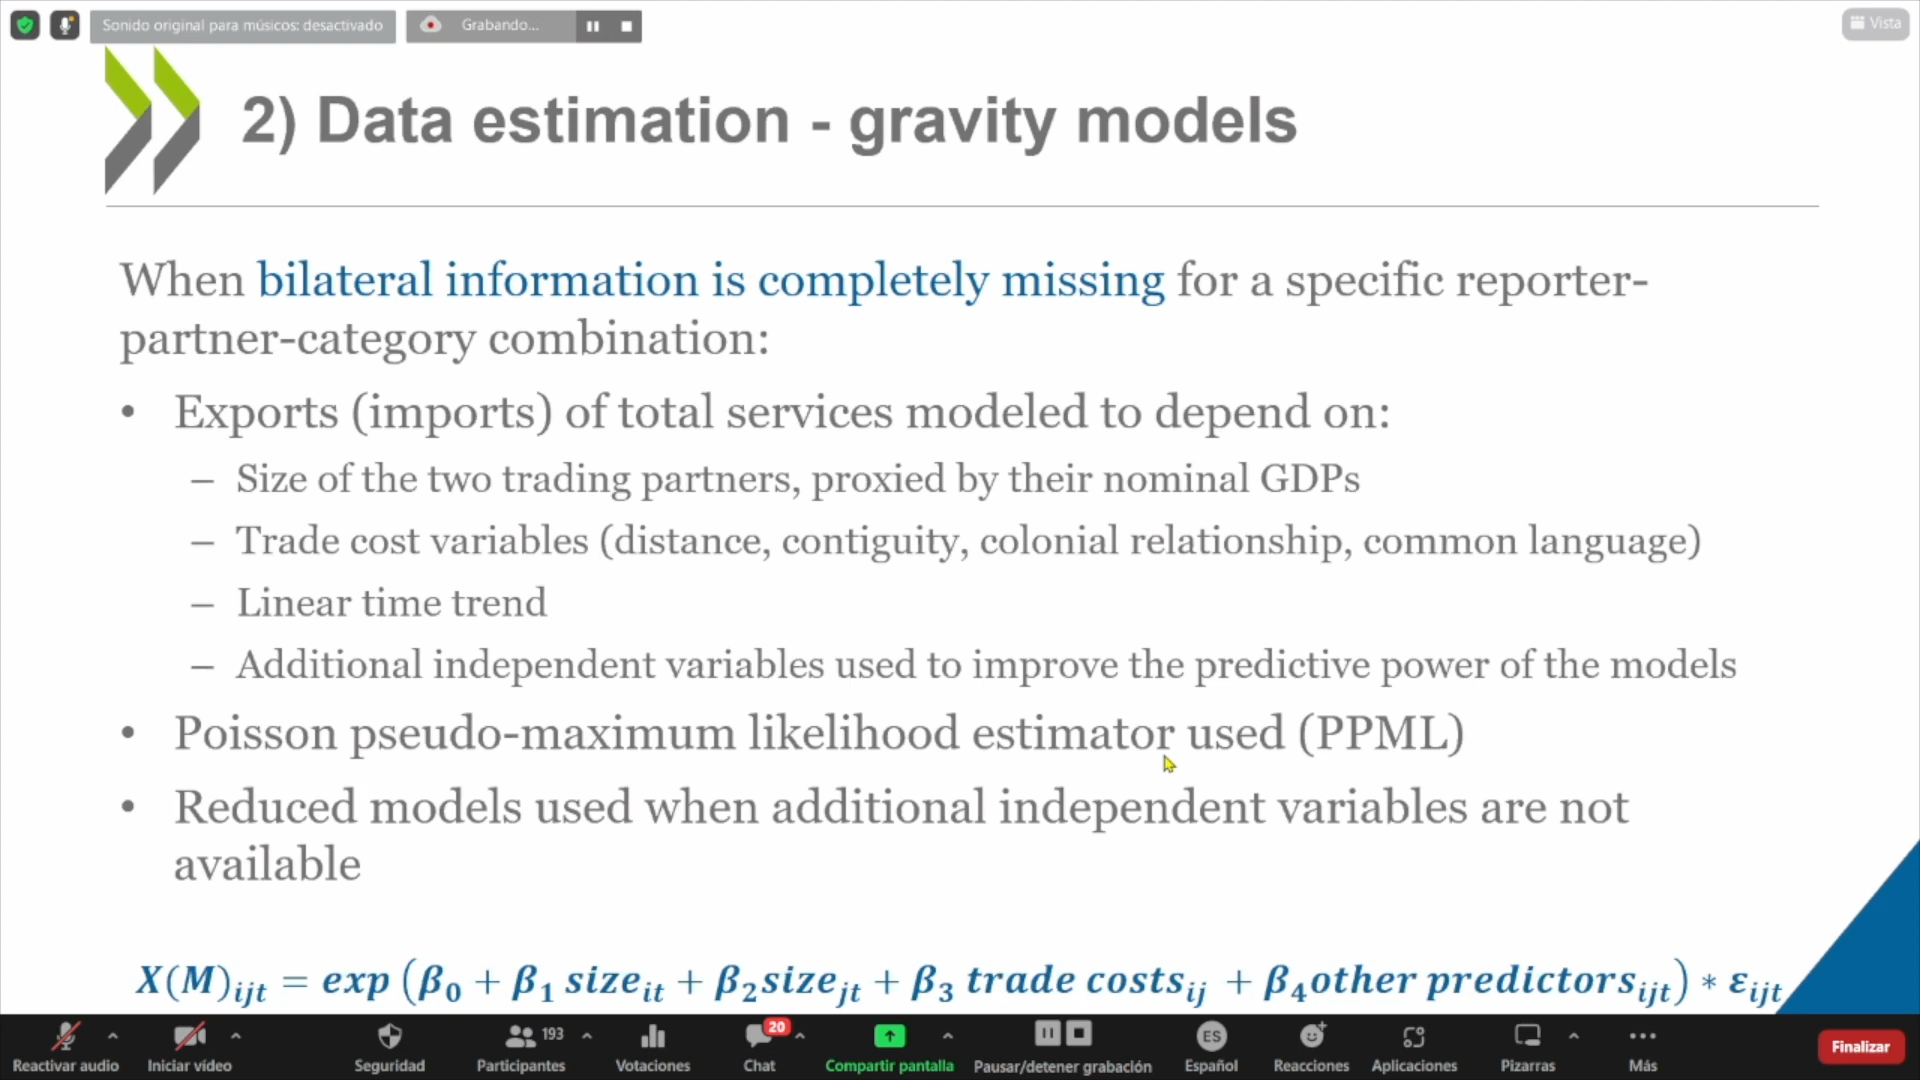 Sonido original para músicos: desactivado
Grabando...
Vista
2) Data estimation - gravity models
When bilateral information is completely missing for a specific reporter-
partner-category combination:
• Exports (imports) of total services modeled to depend on:
– Size of the two trading partners, proxied by their nominal GDPs
– Trade cost variables (distance, contiguity, colonial relationship, common language)
– Linear time trend
– Additional independent variables used to improve the predictive power of the models
• Poisson pseudo-maximum likelihood estimator used (PPML)
• Reduced models used when additional independent variables are not
available
X(M)ijt = exp (β0 + β1 sizeit + β2sizejt + β3 trade costsij + β4other predictorsijt) * εijt
193
20
ES
Reactivar audio
Iniciar vídeo
Seguridad
Participantes
Votaciones
Chat
Compartir pantalla
Pausar/detener grabación
Español
Reacciones
Aplicaciones
Pizarras
Más
Finalizar